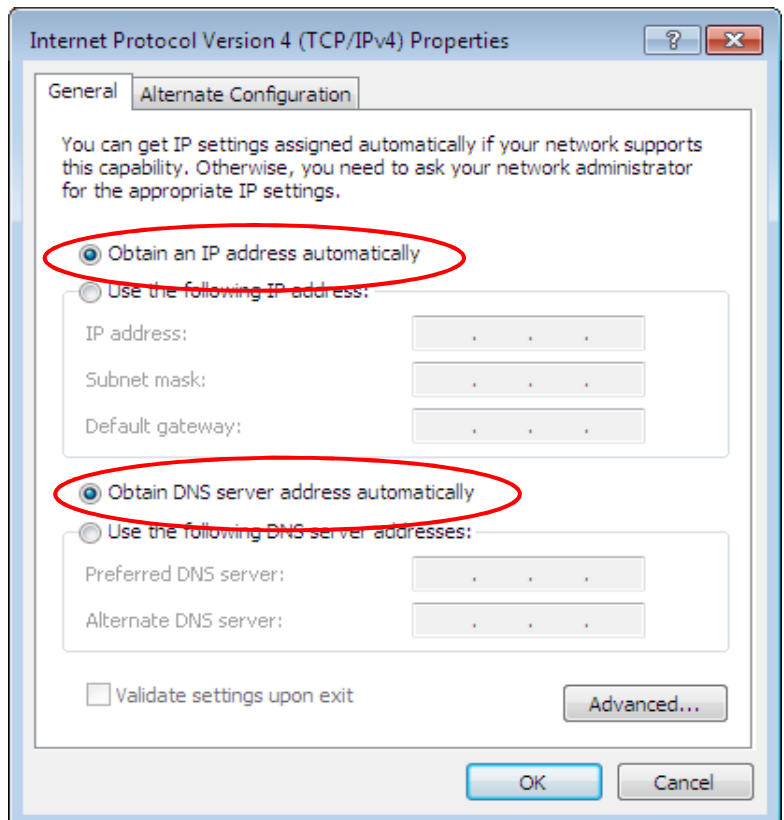 Internet Protocol Version 4 (TCP/IPv4) Properties
General
Alternate Configuration
You can get IP settings assigned automatically if your network supports
this capability. Otherwise, you need to ask your network administrator
for the appropriate IP settings.
Obtain an IP address automatically
Use the following IP address:
IP address:
. . .
Subnet mask:
. . .
Default gateway:
. . .
Obtain DNS server address automatically
Use the following DNS server addresses:
Preferred DNS server:
. . .
Alternate DNS server:
. . .
Validate settings upon exit
Advanced...
OK
Cancel